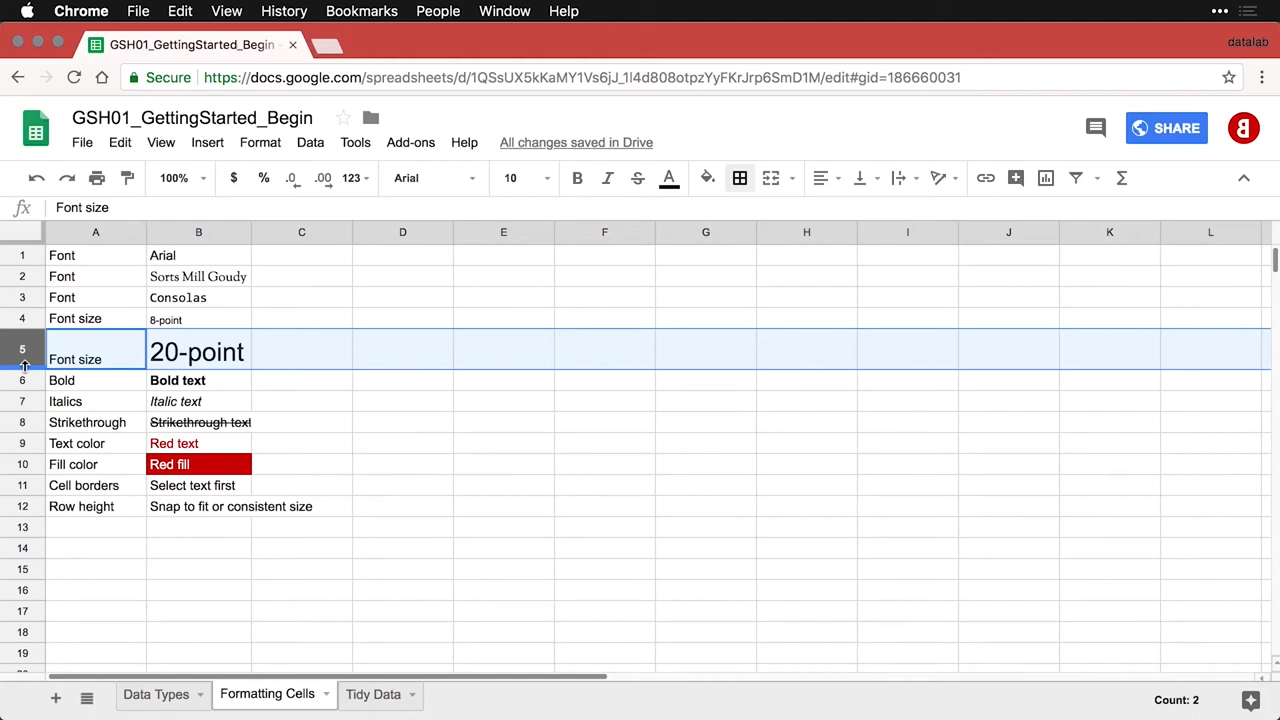 Chrome File Edit View History Bookmarks People Window Help
GSH01_GettingStarted_Begin - ×
datalab
Secure https://docs.google.com/spreadsheets/d/1QSsUX5kKaMY1Vs6jJ_1l4d808otpzYyFKrJrp6SmD1M/edit#gid=186660031
GSH01_GettingStarted_Begin
SHARE
File Edit View Insert Format Data Tools Add-ons Help All changes saved in Drive
100% $ % .0 .00 123 Arial 10 B I S A Σ
fx Font size
A B C D E F G H I J K L
1 Font Arial
2 Font Sorts Mill Goudy
3 Font Consolas
4 Font size 8-point
5 Font size 20-point
6 Bold Bold text
7 Italics Italic text
8 Strikethrough Strikethrough text
9 Text color Red text
10 Fill color Red fill
11 Cell borders Select text first
12 Row height Snap to fit or consistent size
13
14
15
16
17
18
19
+ Data Types Formatting Cells Tidy Data Count: 2